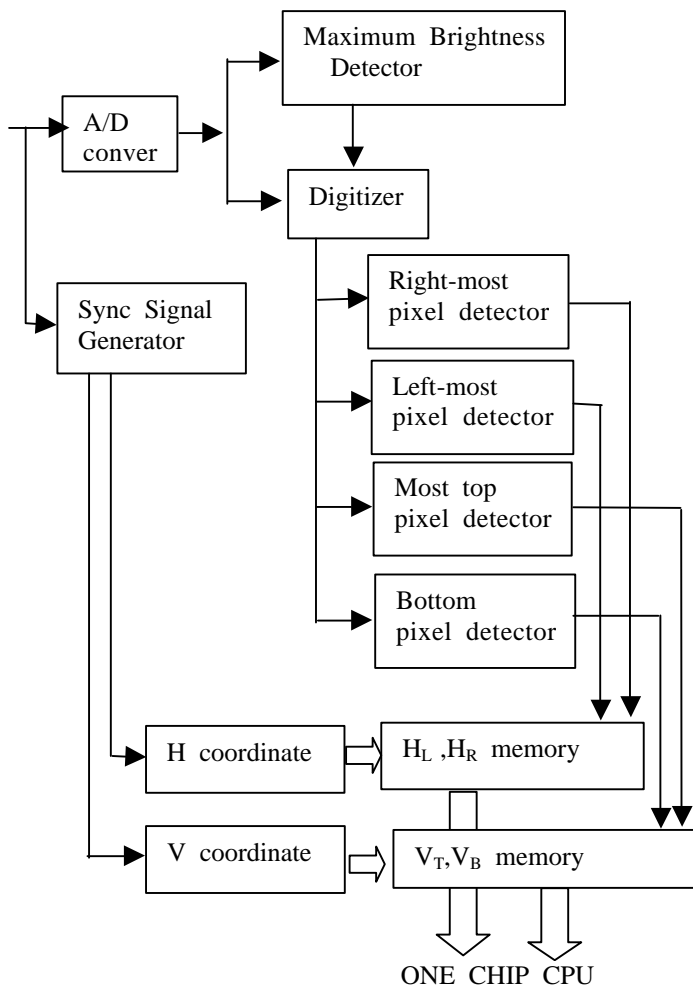 Maximum Brightness
Detector
A/D
conver
Digitizer
Right-most
pixel detector
Sync Signal
Generator
Left-most
pixel detector
Most top
pixel detector
Bottom
pixel detector
H coordinate
H_L ,H_R memory
V coordinate
V_T,V_B memory
ONE CHIP CPU